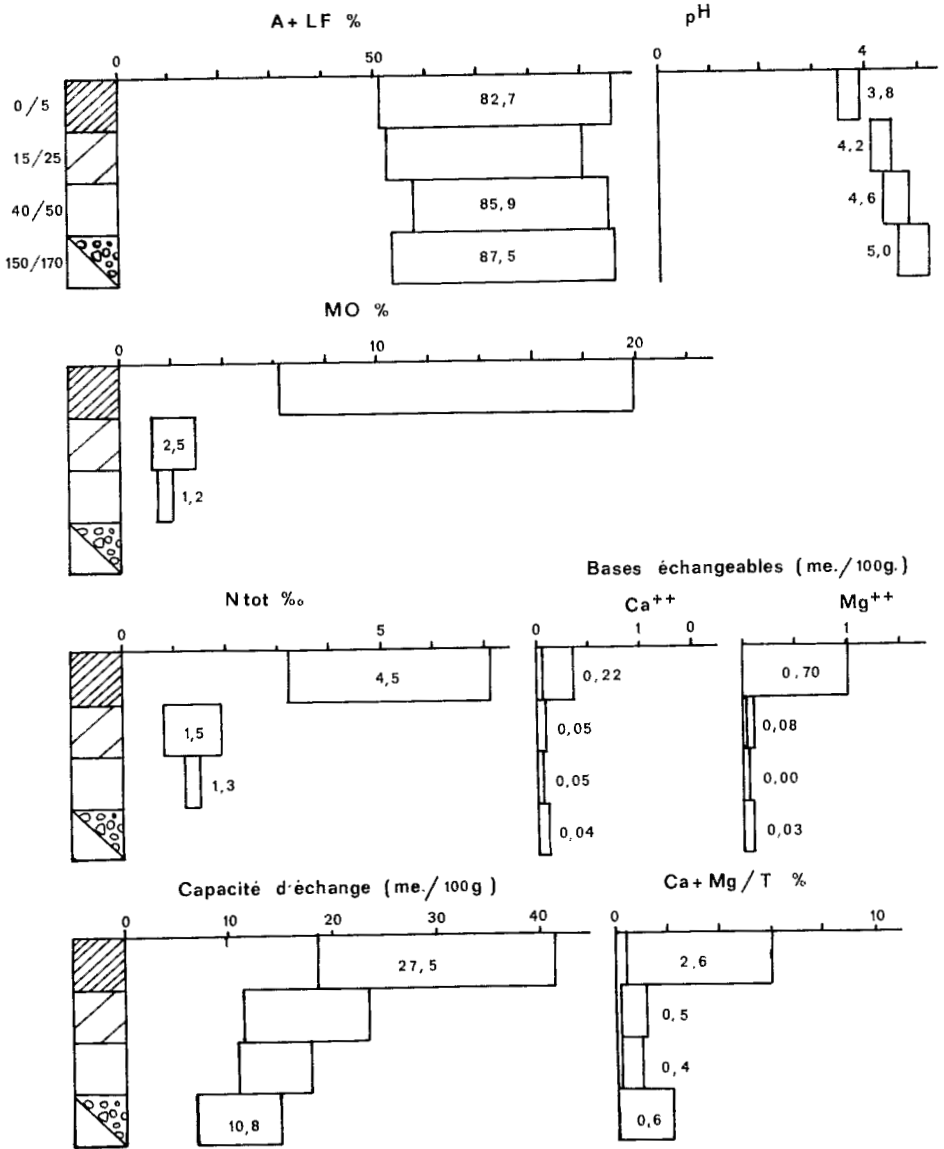 A + LF %
pH
0 50
0 4
0/5 82,7 3,8
15/25 4,2
40/50 85,9 4,6
150/170 87,5 5,0
MO %
0 10 20
2,5
1,2
Bases échangeables (me./100g.)
N tot ‰ Ca++ Mg++
0 5
0 1 0
1
4,5 0,22 0,70
1,5 0,05 0,08
1,3 0,05 0,00
0,04 0,03
Capacité d'échange (me./100g)
Ca+Mg/T %
0 10 20 30 40
0 10
27,5 2,6
0,5
0,4
10,8 0,6